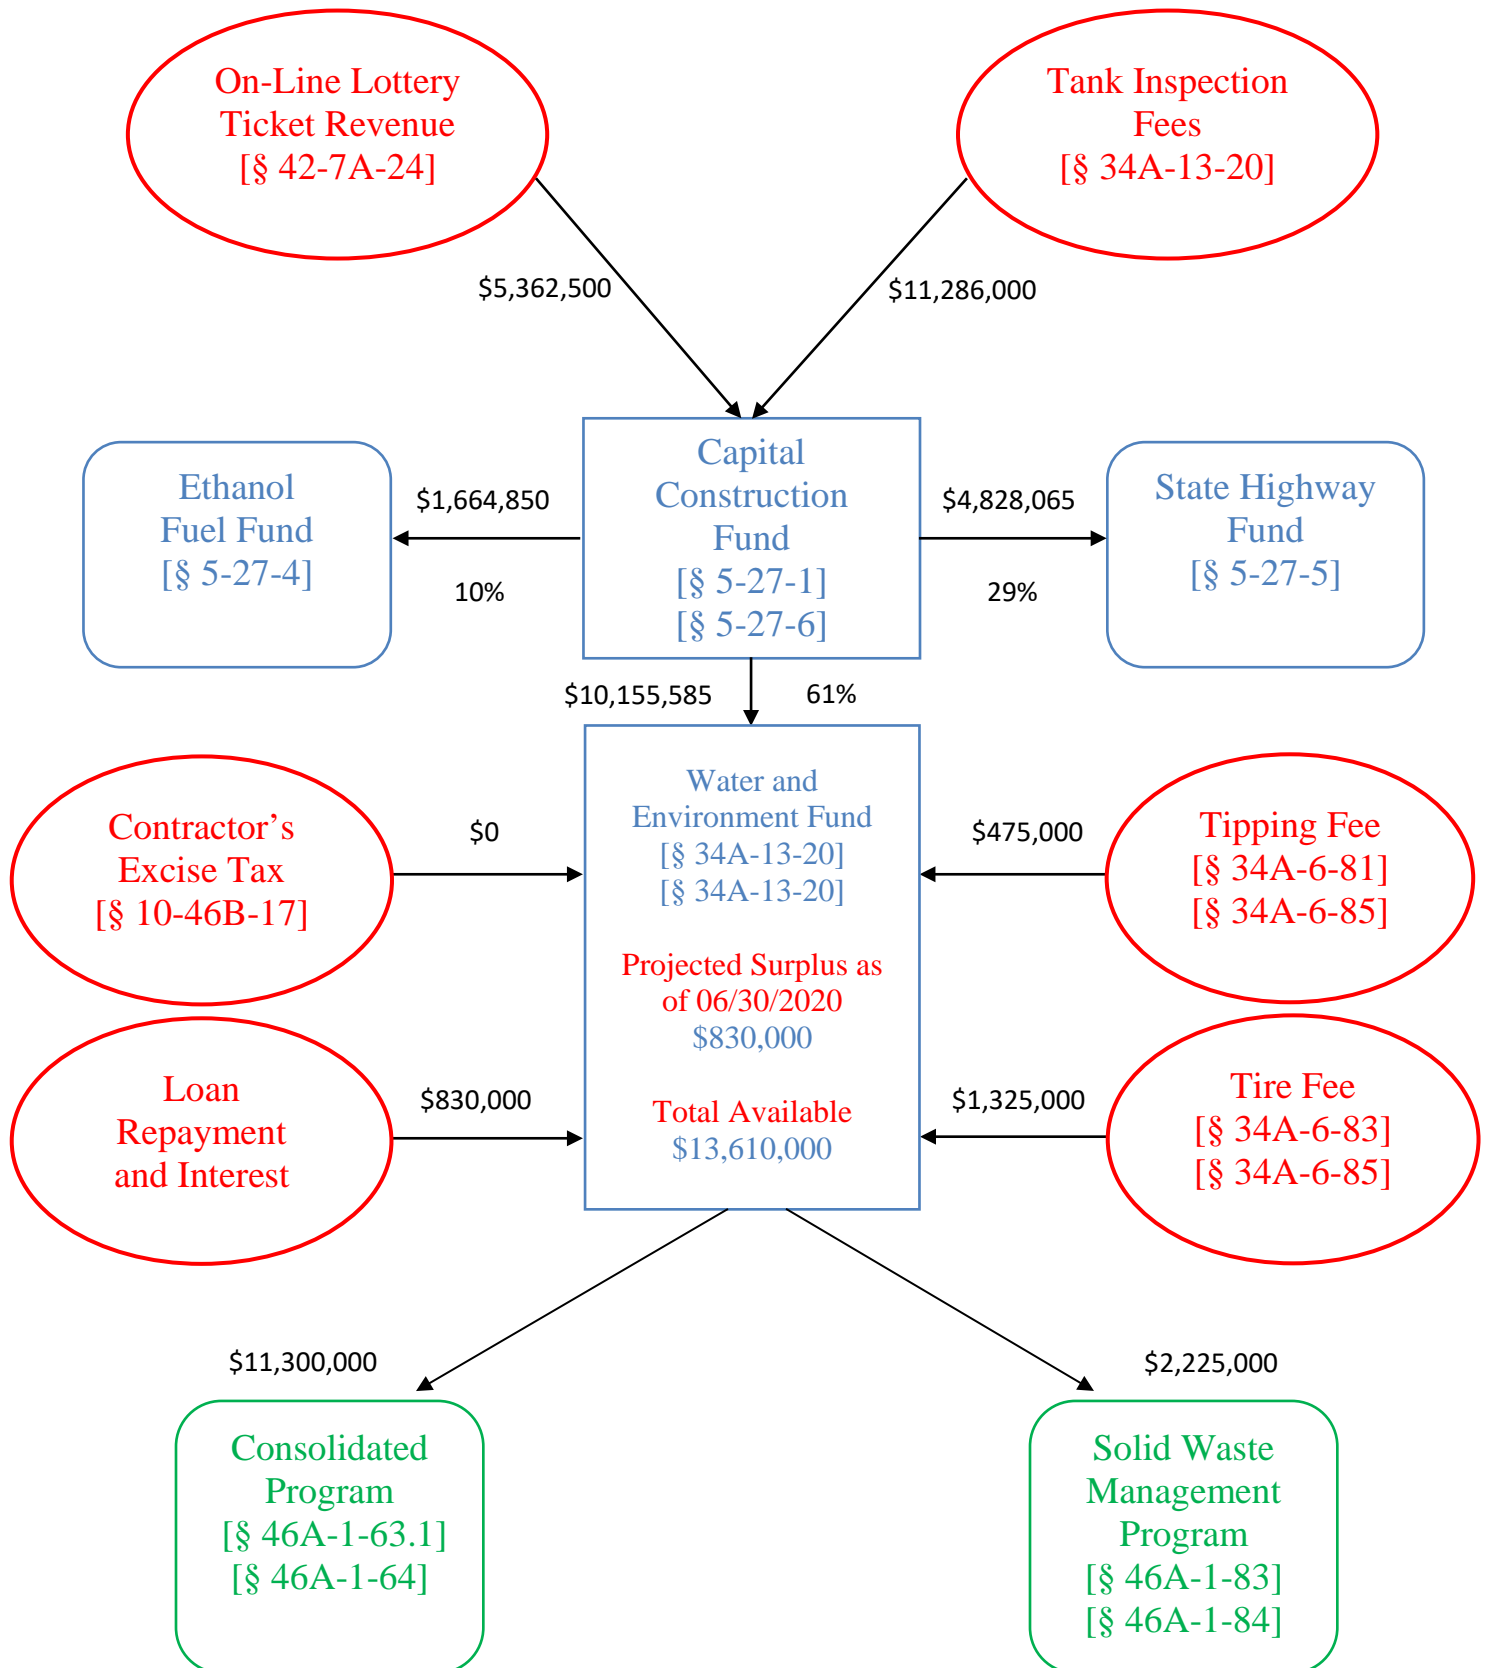 On-Line Lottery
Ticket Revenue
[§ 42-7A-24]
Tank Inspection
Fees
[§ 34A-13-20]
$5,362,500
$11,286,000
Ethanol
Fuel Fund
[§ 5-27-4]
$1,664,850
10%
Capital
Construction
Fund
[§ 5-27-1]
[§ 5-27-6]
$4,828,065
29%
State Highway
Fund
[§ 5-27-5]
$10,155,585
61%
Contractor’s
Excise Tax
[§ 10-46B-17]
$0
Water and
Environment Fund
[§ 34A-13-20]
[§ 34A-13-20]
Projected Surplus as
of 06/30/2020
$830,000
Total Available
$13,610,000
$475,000
Tipping Fee
[§ 34A-6-81]
[§ 34A-6-85]
Loan
Repayment
and Interest
$830,000
$1,325,000
Tire Fee
[§ 34A-6-83]
[§ 34A-6-85]
$11,300,000
$2,225,000
Consolidated
Program
[§ 46A-1-63.1]
[§ 46A-1-64]
Solid Waste
Management
Program
[§ 46A-1-83]
[§ 46A-1-84]